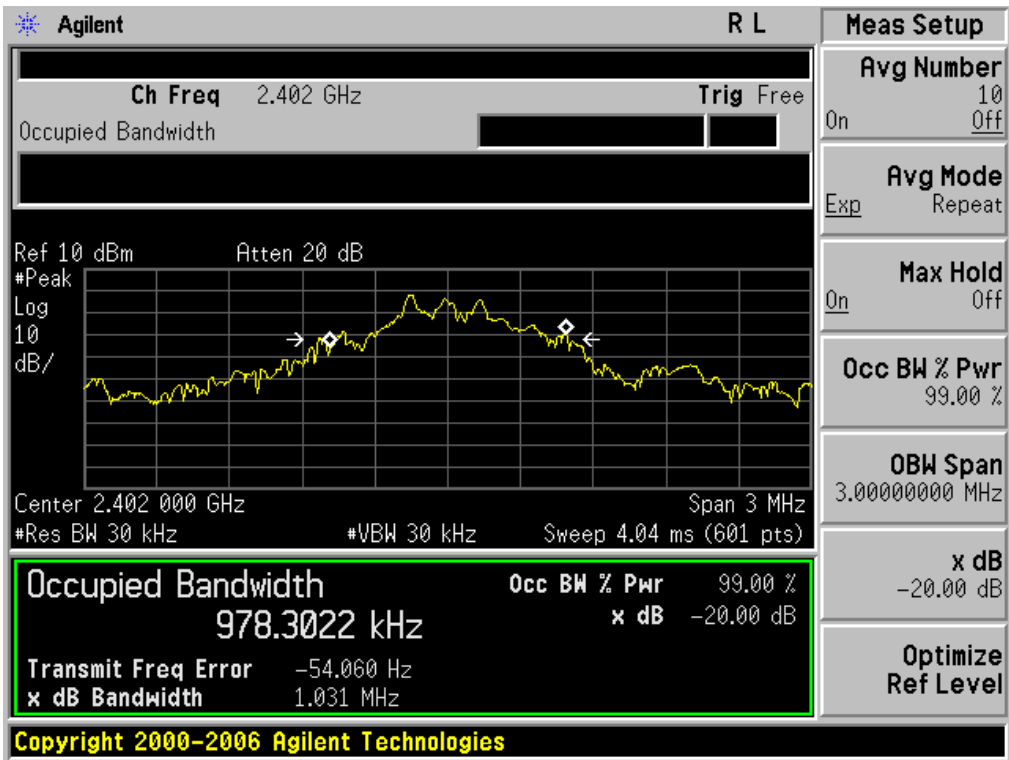 Agilent R L
Ch Freq 2.402 GHz Trig Free
Occupied Bandwidth
Ref 10 dBm Atten 20 dB
#Peak
Log
10
dB/
Center 2.402 000 GHz Span 3 MHz
#Res BW 30 kHz #VBW 30 kHz Sweep 4.04 ms (601 pts)
Occupied Bandwidth Occ BW % Pwr 99.00 %
978.3022 kHz x dB -20.00 dB
Transmit Freq Error -54.060 Hz
x dB Bandwidth 1.031 MHz
Copyright 2000-2006 Agilent Technologies
Meas Setup
Avg Number
10
On Off
Avg Mode
Exp Repeat
Max Hold
On Off
Occ BW % Pwr
99.00 %
OBW Span
3.00000000 MHz
x dB
-20.00 dB
Optimize
Ref Level